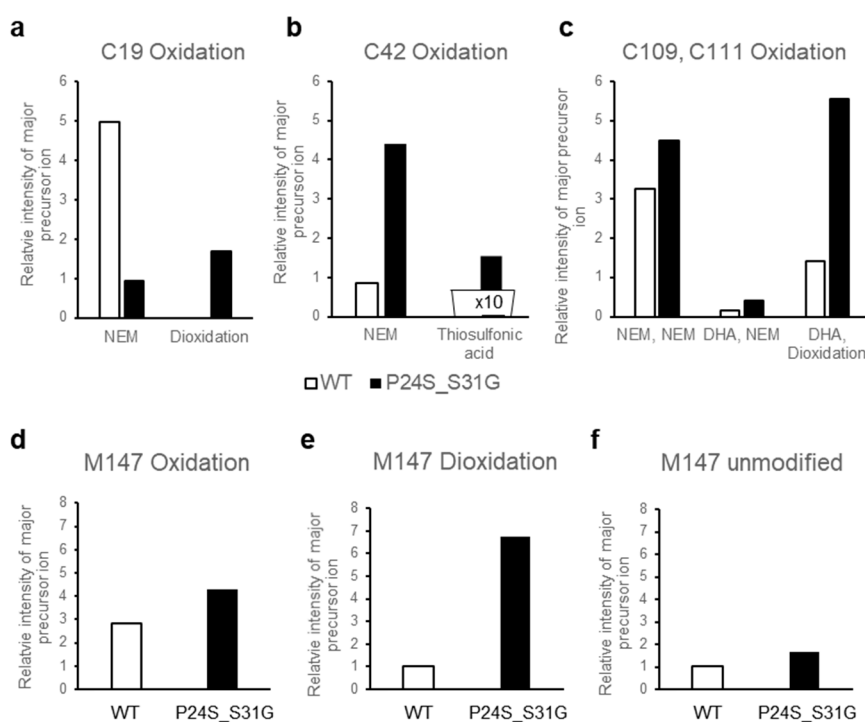 a
C19 Oxidation
Relatvie intensity of major
precursor ion
6
5
4
3
2
1
0
NEM Dioxidation
b
C42 Oxidation
Relatvie intensity of major
precursor ion
6
5
4
3
2
1
0
x10
NEM Thiosulfonic
acid
c
C109, C111 Oxidation
Relatvie intensity of major precursor
ion
6
5
4
3
2
1
0
NEM, NEM DHA, NEM DHA,
Dioxidation
WT P24S_S31G
d
M147 Oxidation
Relatvie intensity of major
precursor ion
8
7
6
5
4
3
2
1
0
WT P24S_S31G
e
M147 Dioxidation
Relatvie intensity of major
precursor ion
8
7
6
5
4
3
2
1
0
WT P24S_S31G
f
M147 unmodified
Relatvie intensity of major
precursor ion
8
7
6
5
4
3
2
1
0
WT P24S_S31G